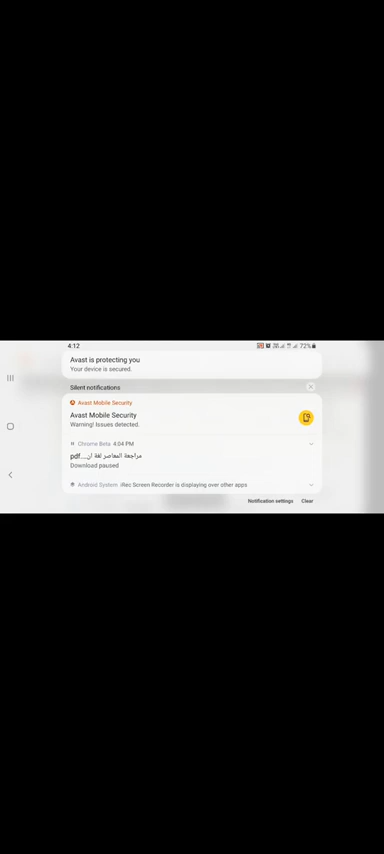 4:12
72%
Avast is protecting you
Your device is secured.
Silent notifications
Avast Mobile Security
Avast Mobile Security
Warning! Issues detected.
Chrome Beta 4:04 PM
مراجعة المعاصر لغة ان....pdf
Download paused
Android System iRec Screen Recorder is displaying over other apps
Notification settings Clear